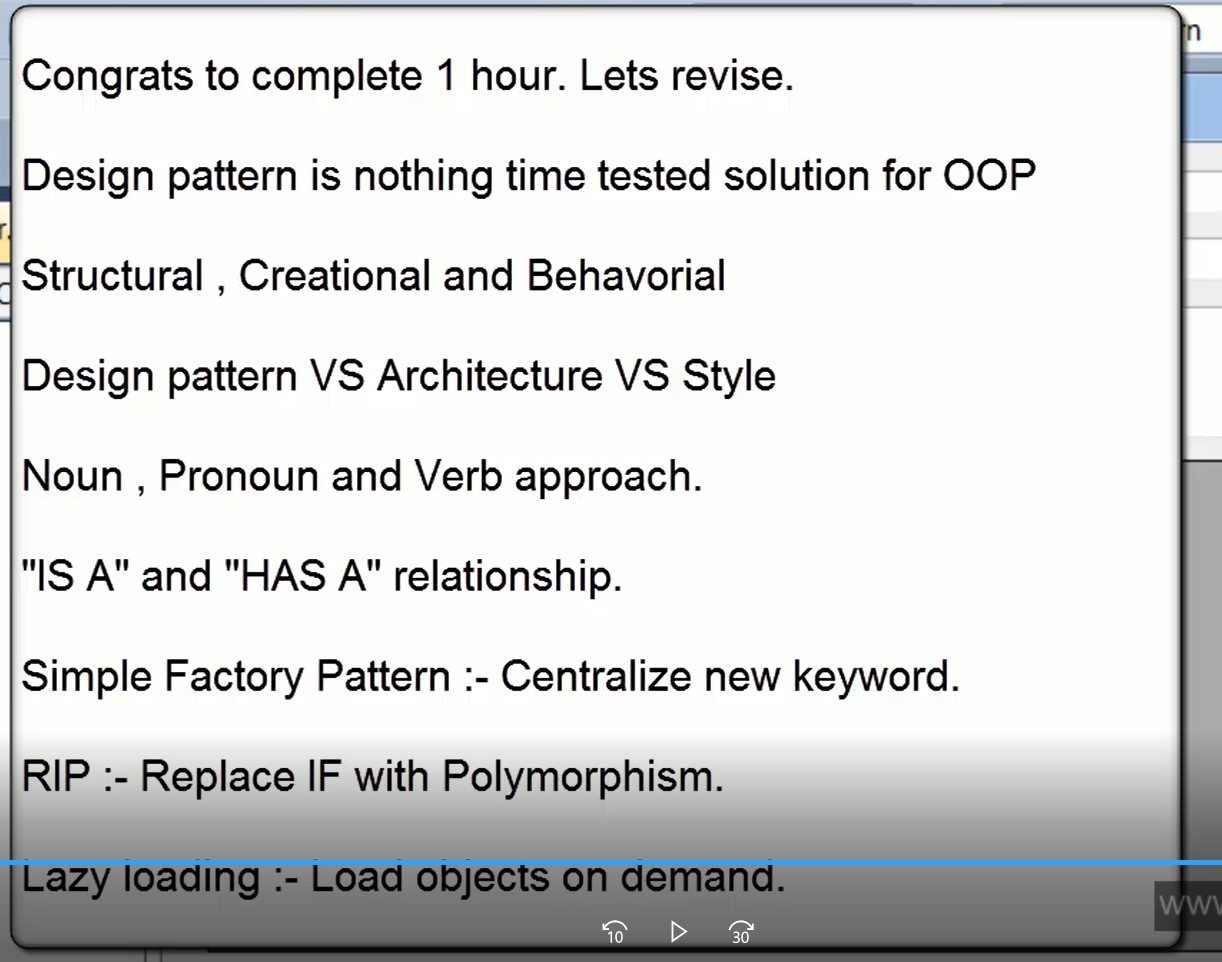 Congrats to complete 1 hour. Lets revise.
Design pattern is nothing time tested solution for OOP
Structural , Creational and Behavorial
Design pattern VS Architecture VS Style
Noun , Pronoun and Verb approach.
"IS A" and "HAS A" relationship.
Simple Factory Pattern :- Centralize new keyword.
RIP :- Replace IF with Polymorphism.
Lazy loading :- Load objects on demand.
10
30